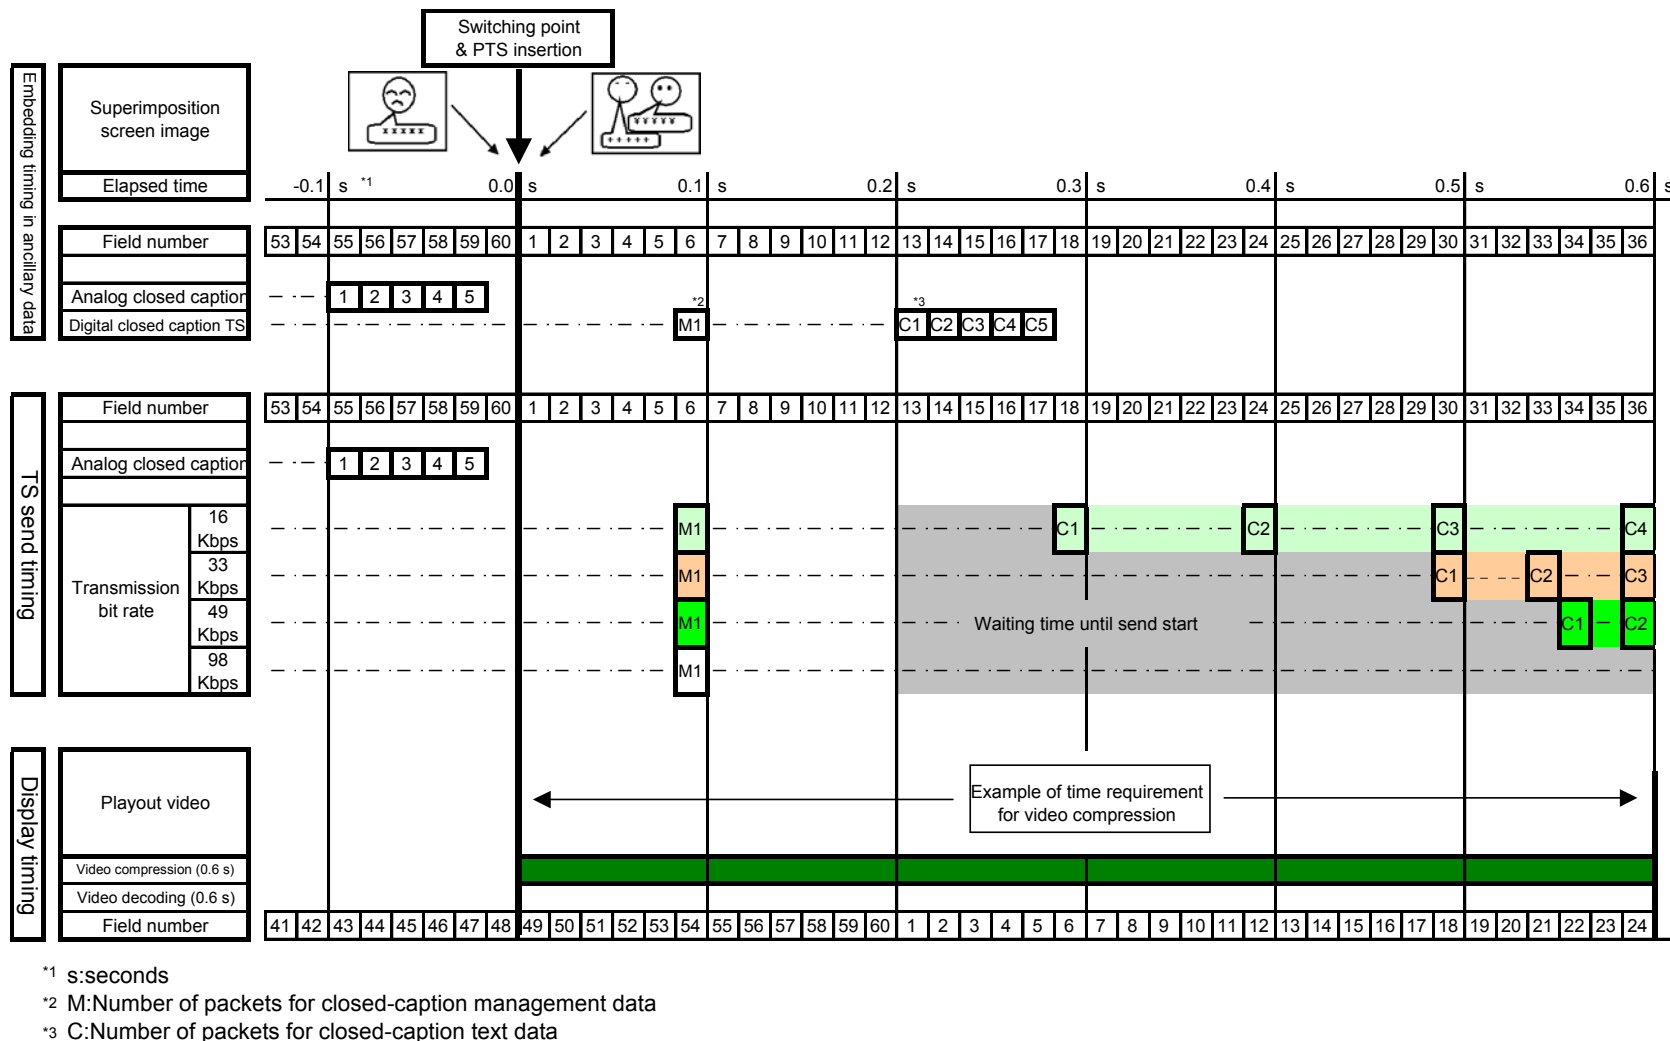 Switching point
& PTS insertion
Embedding timing in ancillary data
Superimposition
screen image
xxxxx
¥¥¥¥¥
+++++
Elapsed time
-0.1 s *1 0.0 s 0.1 s 0.2 s 0.3 s 0.4 s 0.5 s 0.6 s
Field number 53 54 55 56 57 58 59 60 1 2 3 4 5 6 7 8 9 10 11 12 13 14 15 16 17 18 19 20 21 22 23 24 25 26 27 28 29 30 31 32 33 34 35 36
Analog closed caption 1 2 3 4 5
*2 *3
Digital closed caption TS M1 C1 C2 C3 C4 C5
TS send timing
Field number 53 54 55 56 57 58 59 60 1 2 3 4 5 6 7 8 9 10 11 12 13 14 15 16 17 18 19 20 21 22 23 24 25 26 27 28 29 30 31 32 33 34 35 36
Analog closed caption 1 2 3 4 5
Transmission
bit rate
16
Kbps
M1 C1 C2 C3 C4
33
Kbps
M1 C1 C2 C3
49
Kbps
M1 Waiting time until send start C1 C2
98
Kbps
M1
Display timing
Playout video
Example of time requirement
for video compression
Video compression (0.6 s)
Video decoding (0.6 s)
Field number 41 42 43 44 45 46 47 48 49 50 51 52 53 54 55 56 57 58 59 60 1 2 3 4 5 6 7 8 9 10 11 12 13 14 15 16 17 18 19 20 21 22 23 24
*1 s:seconds
*2 M:Number of packets for closed-caption management data
*3 C:Number of packets for closed-caption text data